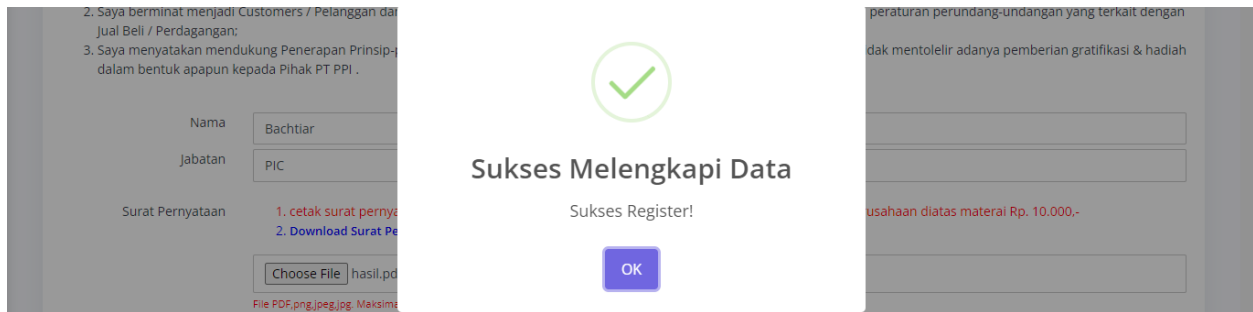 2. Saya berminat menjadi Customers / Pelanggan dar
peraturan perundang-undangan yang terkait dengan
Jual Beli / Perdagangan;
3. Saya menyatakan mendukung Penerapan Prinsip-p
dak mentolelir adanya pemberian gratifikasi & hadiah
dalam bentuk apapun kepada Pihak PT PPI .
Sukses Melengkapi Data
Sukses Register!
OK
Nama
Bachtiar
Jabatan
PIC
Surat Pernyataan
1. cetak surat pernya
usahaan diatas materai Rp. 10.000,-
2. Download Surat Pe
Choose File hasil.pd
File PDF,png,jpeg,jpg. Maksima